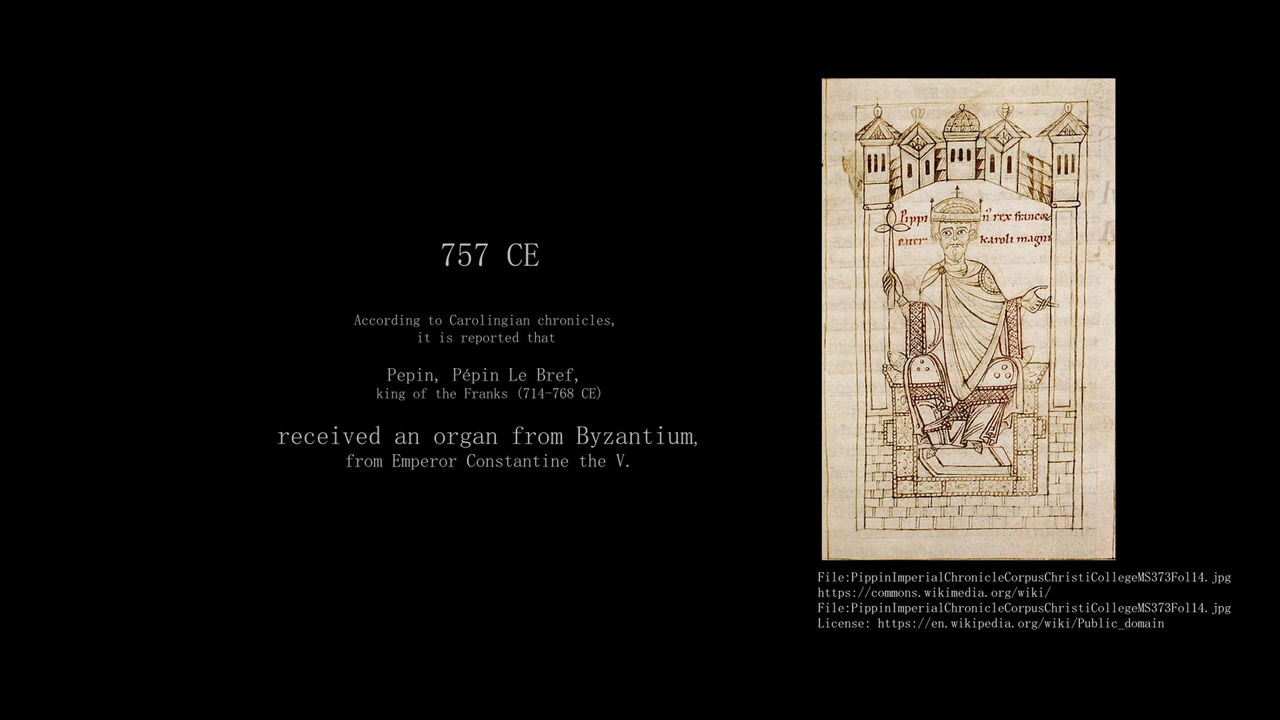 757 CE
According to Carolingian chronicles,
it is reported that
Pepin, Pépin Le Bref,
king of the Franks (714-768 CE)
received an organ from Byzantium,
from Emperor Constantine the V.
pippi n' rex francoꝝ
pater karoli magni
File:PippinImperialChronicleCorpusChristiCollegeMS373Fol14.jpg
https://commons.wikimedia.org/wiki/
File:PippinImperialChronicleCorpusChristiCollegeMS373Fol14.jpg
License: https://en.wikipedia.org/wiki/Public_domain